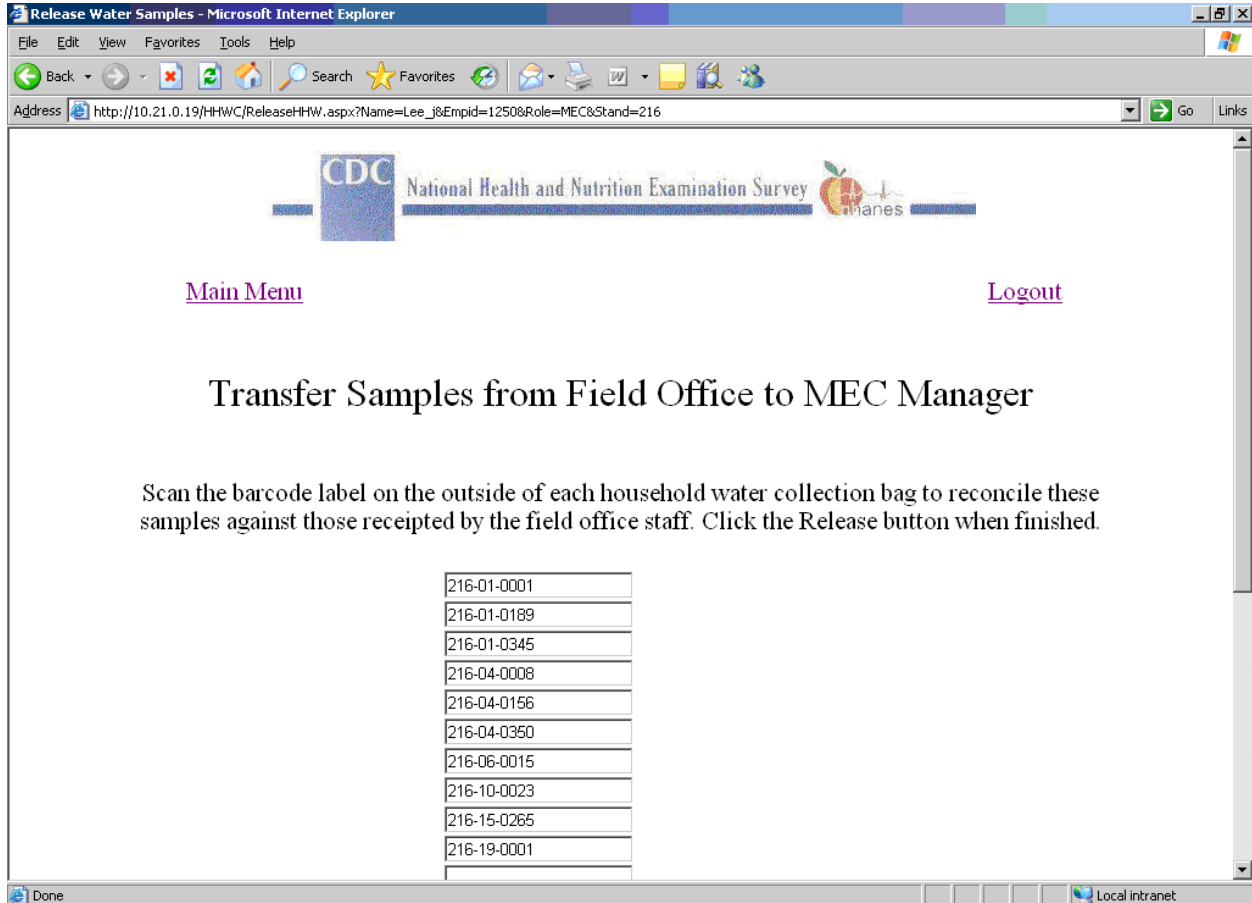 Release Water Samples - Microsoft Internet Explorer
File Edit View Favorites Tools Help
Back Search Favorites
Address http://10.21.0.19/HHWC/ReleaseHHW.aspx?Name=Lee_j&Empid=1250&Role=MEC&Stand=216 Go Links
CDC National Health and Nutrition Examination Survey nhanes
Main Menu Logout
Transfer Samples from Field Office to MEC Manager
Scan the barcode label on the outside of each household water collection bag to reconcile these
samples against those receipted by the field office staff. Click the Release button when finished.
216-01-0001
216-01-0189
216-01-0345
216-04-0008
216-04-0156
216-04-0350
216-06-0015
216-10-0023
216-15-0265
216-19-0001
Done Local intranet